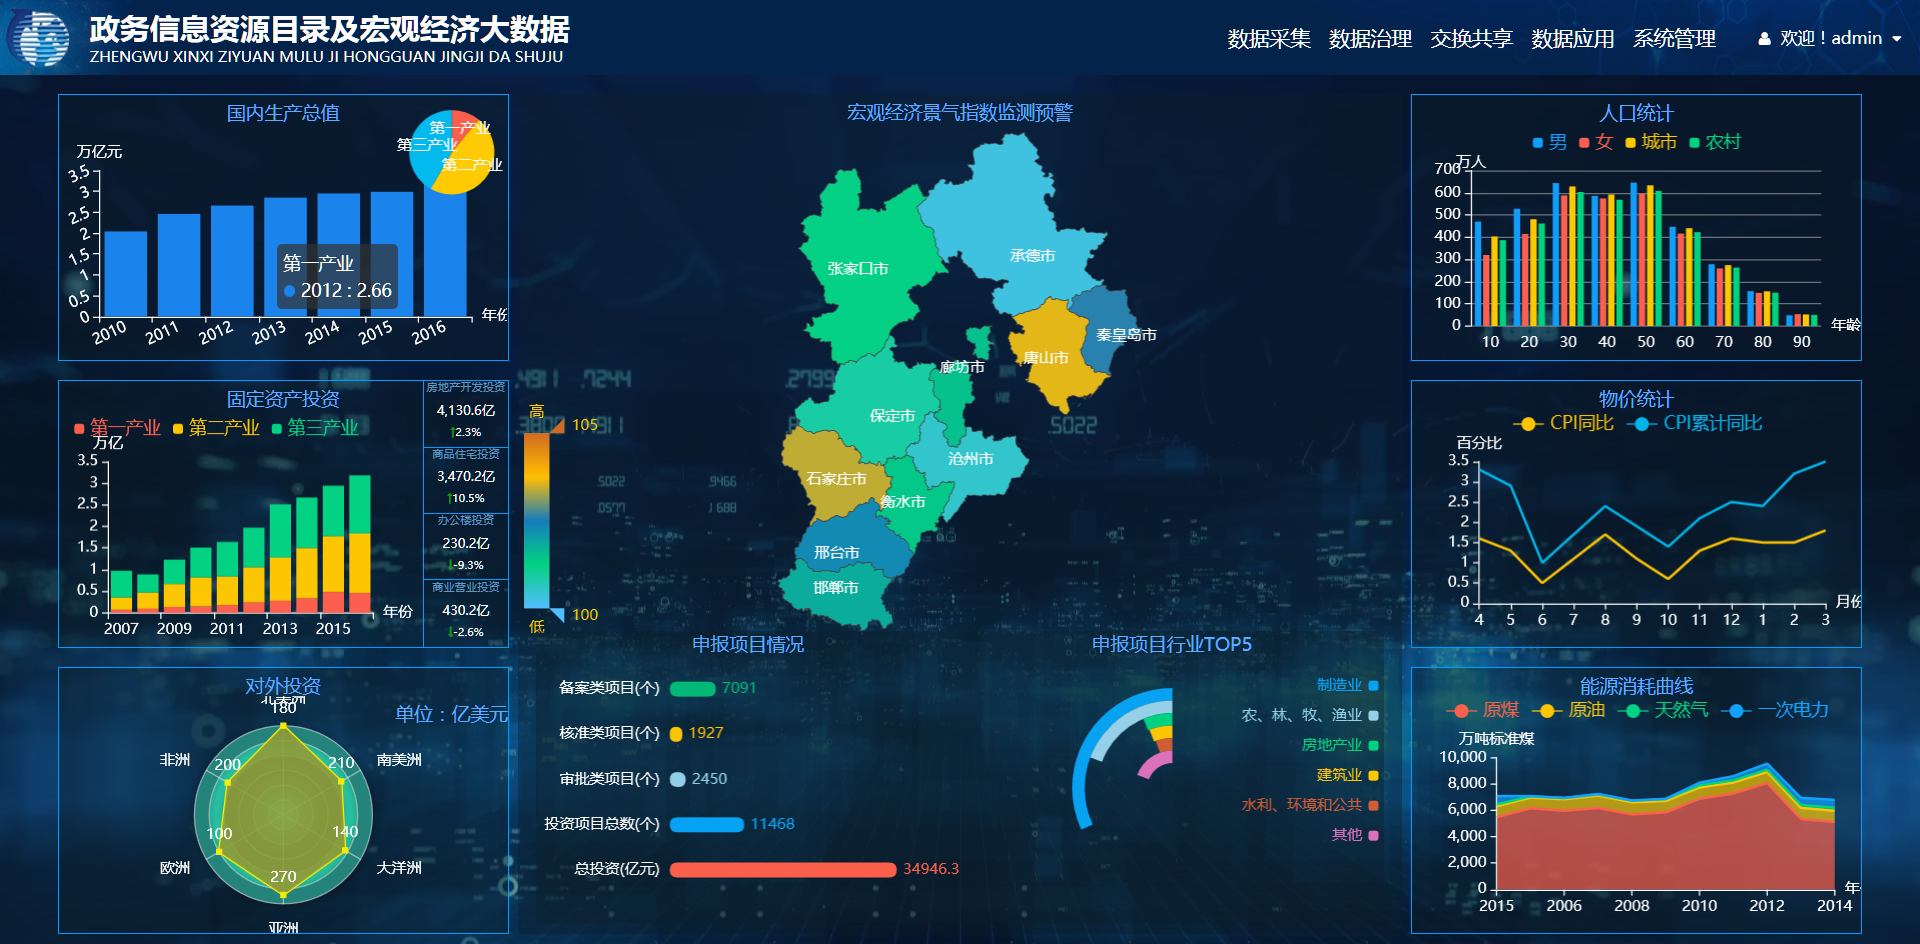 政务信息资源目录及宏观经济大数据
ZHENGWU XINXI ZIYUAN MULU JI HONGGUAN JINGJI DA SHUJU
数据采集 数据治理 交换共享 数据应用 系统管理 欢迎！admin
国内生产总值
第一产业
第三产业
第二产业
万亿元
3.5
3
2.5
2
1.5
1
0.5
0
第一产业
2012 : 2.66
年份
2010 2011 2012 2013 2014 2015 2016
固定资产投资
第一产业 第二产业 第三产业
万亿
3.5
3
2.5
2
1.5
1
0.5
0
年份
2007 2009 2011 2013 2015
房地产开发投资
4,130.6亿
↑2.3%
商品住宅投资
3,470.2亿
↑10.5%
办公楼投资
230.2亿
↓-9.3%
商业营业投资
430.2亿
↓-2.6%
对外投资
单位：亿美元
180
非洲 200 210 南美洲
100 140
欧洲 大洋洲
270
亚洲
宏观经济景气指数监测预警
承德市
张家口市
秦皇岛市
唐山市
廊坊市
保定市
沧州市
石家庄市
衡水市
邢台市
邯郸市
高
105
100
低
.4911 .7244
.2799
.5022
.5022 .9466
.0577 1688
申报项目情况
备案类项目(个) 7091
核准类项目(个) 1927
审批类项目(个) 2450
投资项目总数(个) 11468
总投资(亿元) 34946.3
申报项目行业TOP5
制造业
农、林、牧、渔业
房地产业
建筑业
水利、环境和公共
其他
人口统计
男 女 城市 农村
万人
700
600
500
400
300
200
100
0
年龄
10 20 30 40 50 60 70 80 90
物价统计
CPI同比 CPI累计同比
百分比
3.5
3
2.5
2
1.5
1
0.5
0
月份
4 5 6 7 8 9 10 11 12 1 2 3
能源消耗曲线
原煤 原油 天然气 一次电力
万吨标准煤
10,000
8,000
6,000
4,000
2,000
0
年
2015 2006 2008 2010 2012 2014